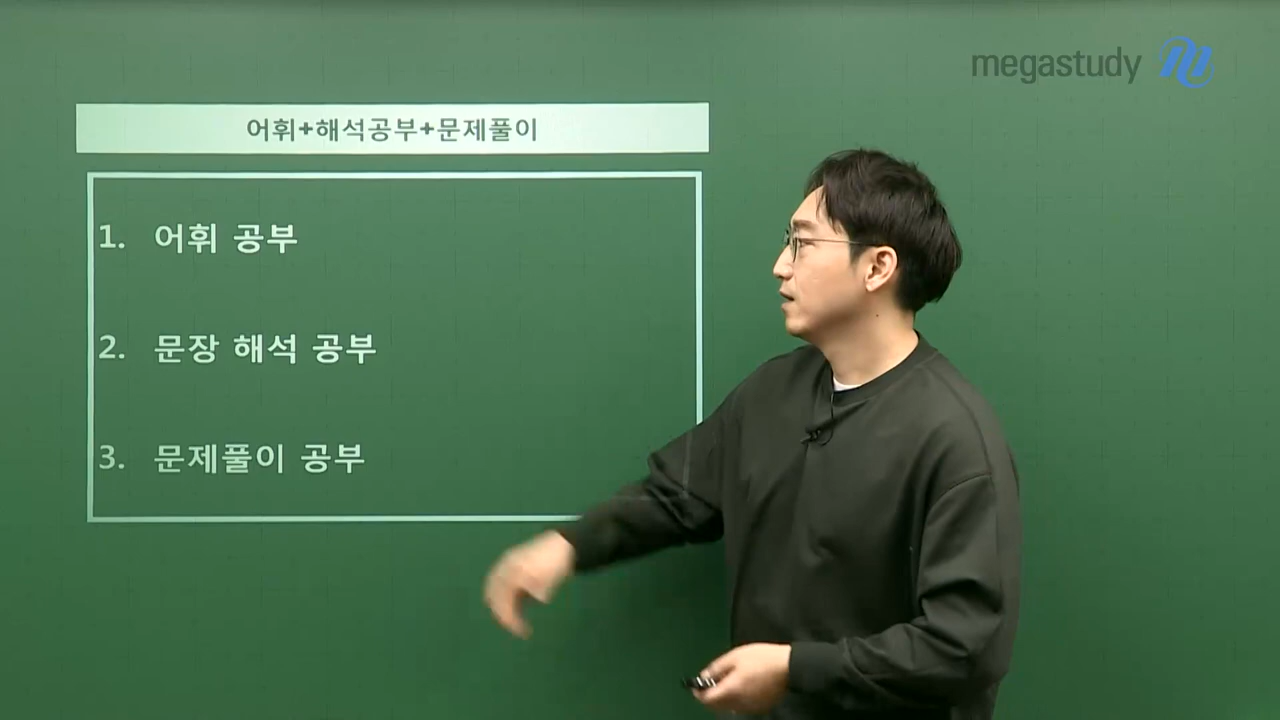 megastudy
어휘+해석공부+문제풀이
1. 어휘 공부
2. 문장 해석 공부
3. 문제풀이 공부